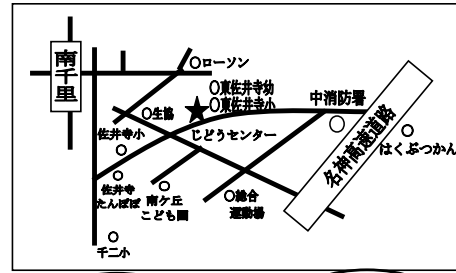 南千里
ローソン
東佐井寺幼
東佐井寺小
生協
じどうセンター
中消防署
名神高速道路
はくぶつかん
佐井寺小
佐井寺
たんぽぽ
南ケ丘
こども園
総合
運動場
千二小